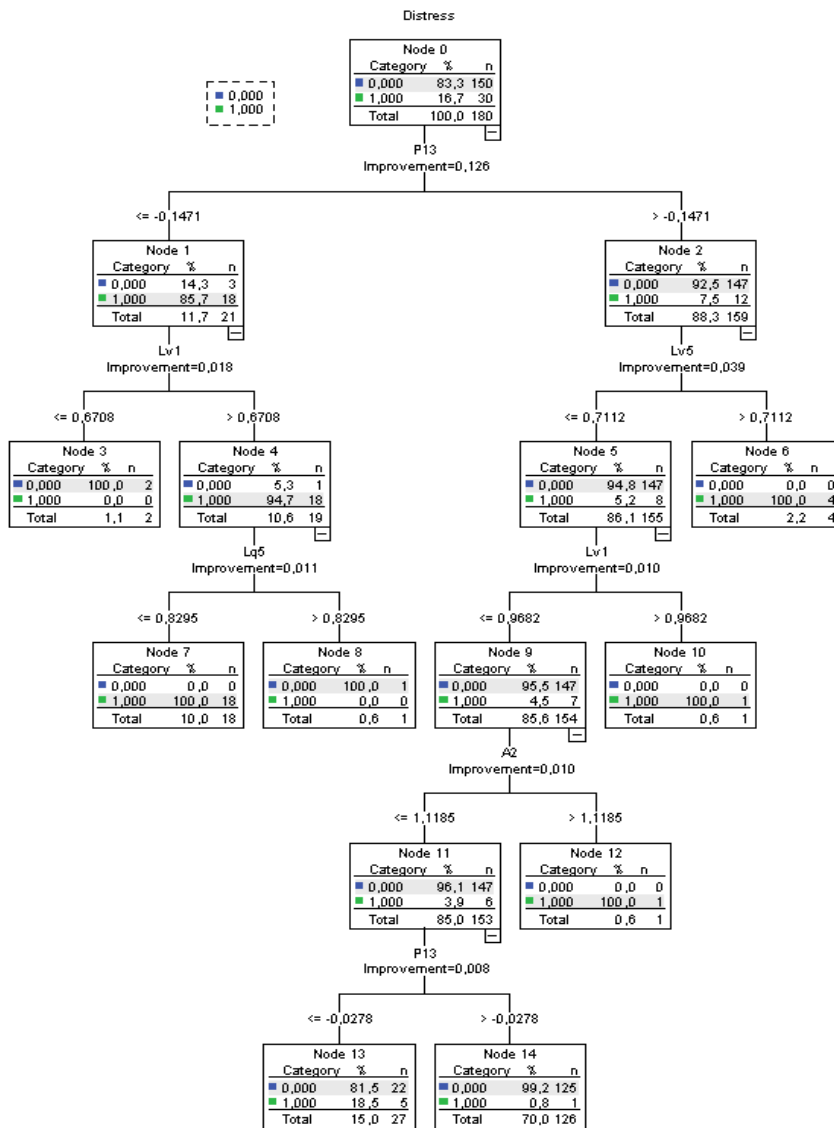 Distress
0,000
1,000
Node 0
Category % n
0,000 83,3 150
1,000 16,7 30
Total 100,0 180
P13
Improvement=0,126
<= -0,1471
> -0,1471
Node 1
Category % n
0,000 14,3 3
1,000 85,7 18
Total 11,7 21
Node 2
Category % n
0,000 92,5 147
1,000 7,5 12
Total 88,3 159
Lv1
Improvement=0,018
Lv5
Improvement=0,039
<= 0,6708
> 0,6708
<= 0,7112
> 0,7112
Node 3
Category % n
0,000 100,0 2
1,000 0,0 0
Total 1,1 2
Node 4
Category % n
0,000 5,3 1
1,000 94,7 18
Total 10,6 19
Node 5
Category % n
0,000 94,8 147
1,000 5,2 8
Total 86,1 155
Node 6
Category % n
0,000 0,0 0
1,000 100,0 4
Total 2,2 4
Lq5
Improvement=0,011
Lv1
Improvement=0,010
<= 0,8295
> 0,8295
<= 0,9682
> 0,9682
Node 7
Category % n
0,000 0,0 0
1,000 100,0 18
Total 10,0 18
Node 8
Category % n
0,000 100,0 1
1,000 0,0 0
Total 0,6 1
Node 9
Category % n
0,000 95,5 147
1,000 4,5 7
Total 85,6 154
Node 10
Category % n
0,000 0,0 0
1,000 100,0 1
Total 0,6 1
A2
Improvement=0,010
<= 1,1185
> 1,1185
Node 11
Category % n
0,000 96,1 147
1,000 3,9 6
Total 85,0 153
Node 12
Category % n
0,000 0,0 0
1,000 100,0 1
Total 0,6 1
P13
Improvement=0,008
<= -0,0278
> -0,0278
Node 13
Category % n
0,000 81,5 22
1,000 18,5 5
Total 15,0 27
Node 14
Category % n
0,000 99,2 125
1,000 0,8 1
Total 70,0 126